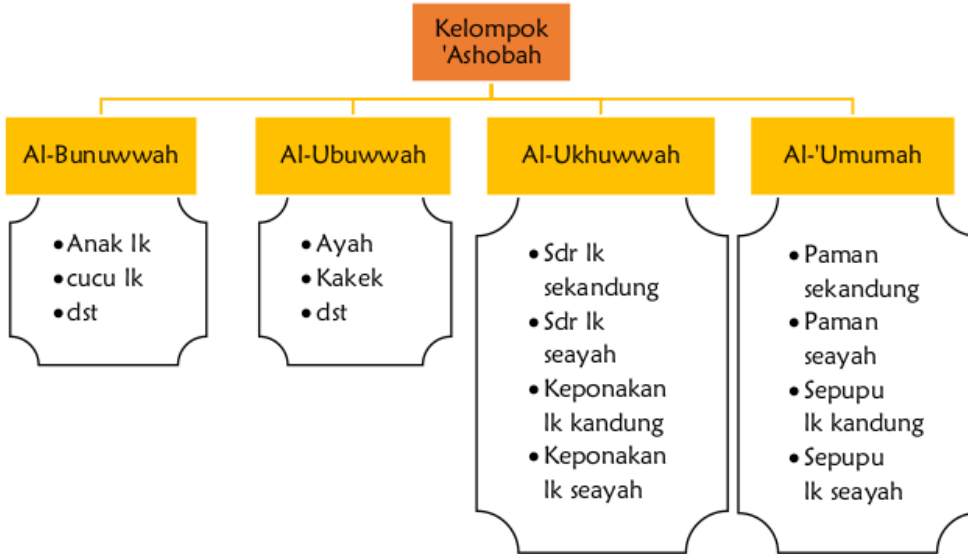 Kelompok
'Ashobah
Al-Bunuwwah
• Anak lk
• cucu lk
• dst
Al-Ubuwwah
• Ayah
• Kakek
• dst
Al-Ukhuwwah
• Sdr lk
sekandung
• Sdr lk
seayah
• Keponakan
lk kandung
• Keponakan
lk seayah
Al-'Umumah
• Paman
sekandung
• Paman
seayah
• Sepupu
lk kandung
• Sepupu
lk seayah